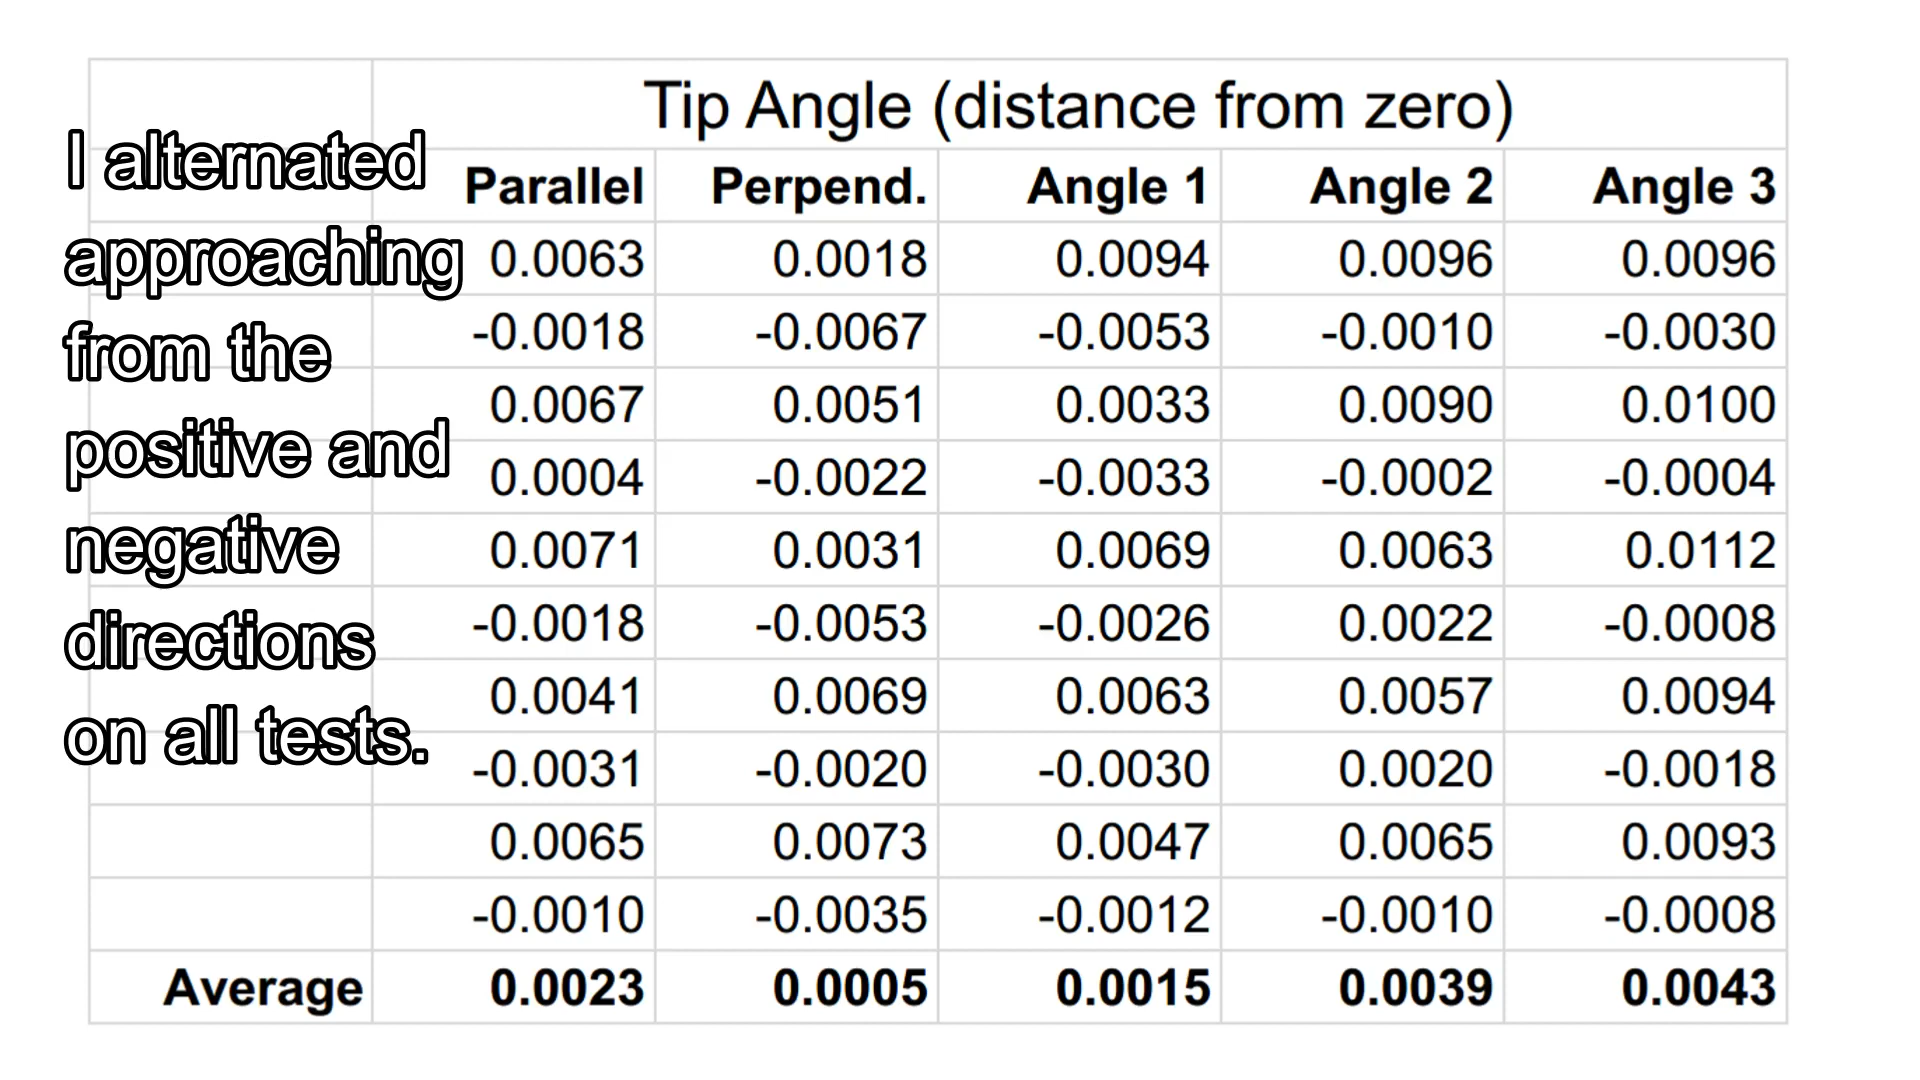 Tip Angle (distance from zero)
I alternated
approaching
from the
positive and
negative
directions
on all tests.
Parallel Perpend. Angle 1 Angle 2 Angle 3
0.0063 0.0018 0.0094 0.0096 0.0096
-0.0018 -0.0067 -0.0053 -0.0010 -0.0030
0.0067 0.0051 0.0033 0.0090 0.0100
0.0004 -0.0022 -0.0033 -0.0002 -0.0004
0.0071 0.0031 0.0069 0.0063 0.0112
-0.0018 -0.0053 -0.0026 0.0022 -0.0008
0.0041 0.0069 0.0063 0.0057 0.0094
-0.0031 -0.0020 -0.0030 0.0020 -0.0018
0.0065 0.0073 0.0047 0.0065 0.0093
-0.0010 -0.0035 -0.0012 -0.0010 -0.0008
Average 0.0023 0.0005 0.0015 0.0039 0.0043